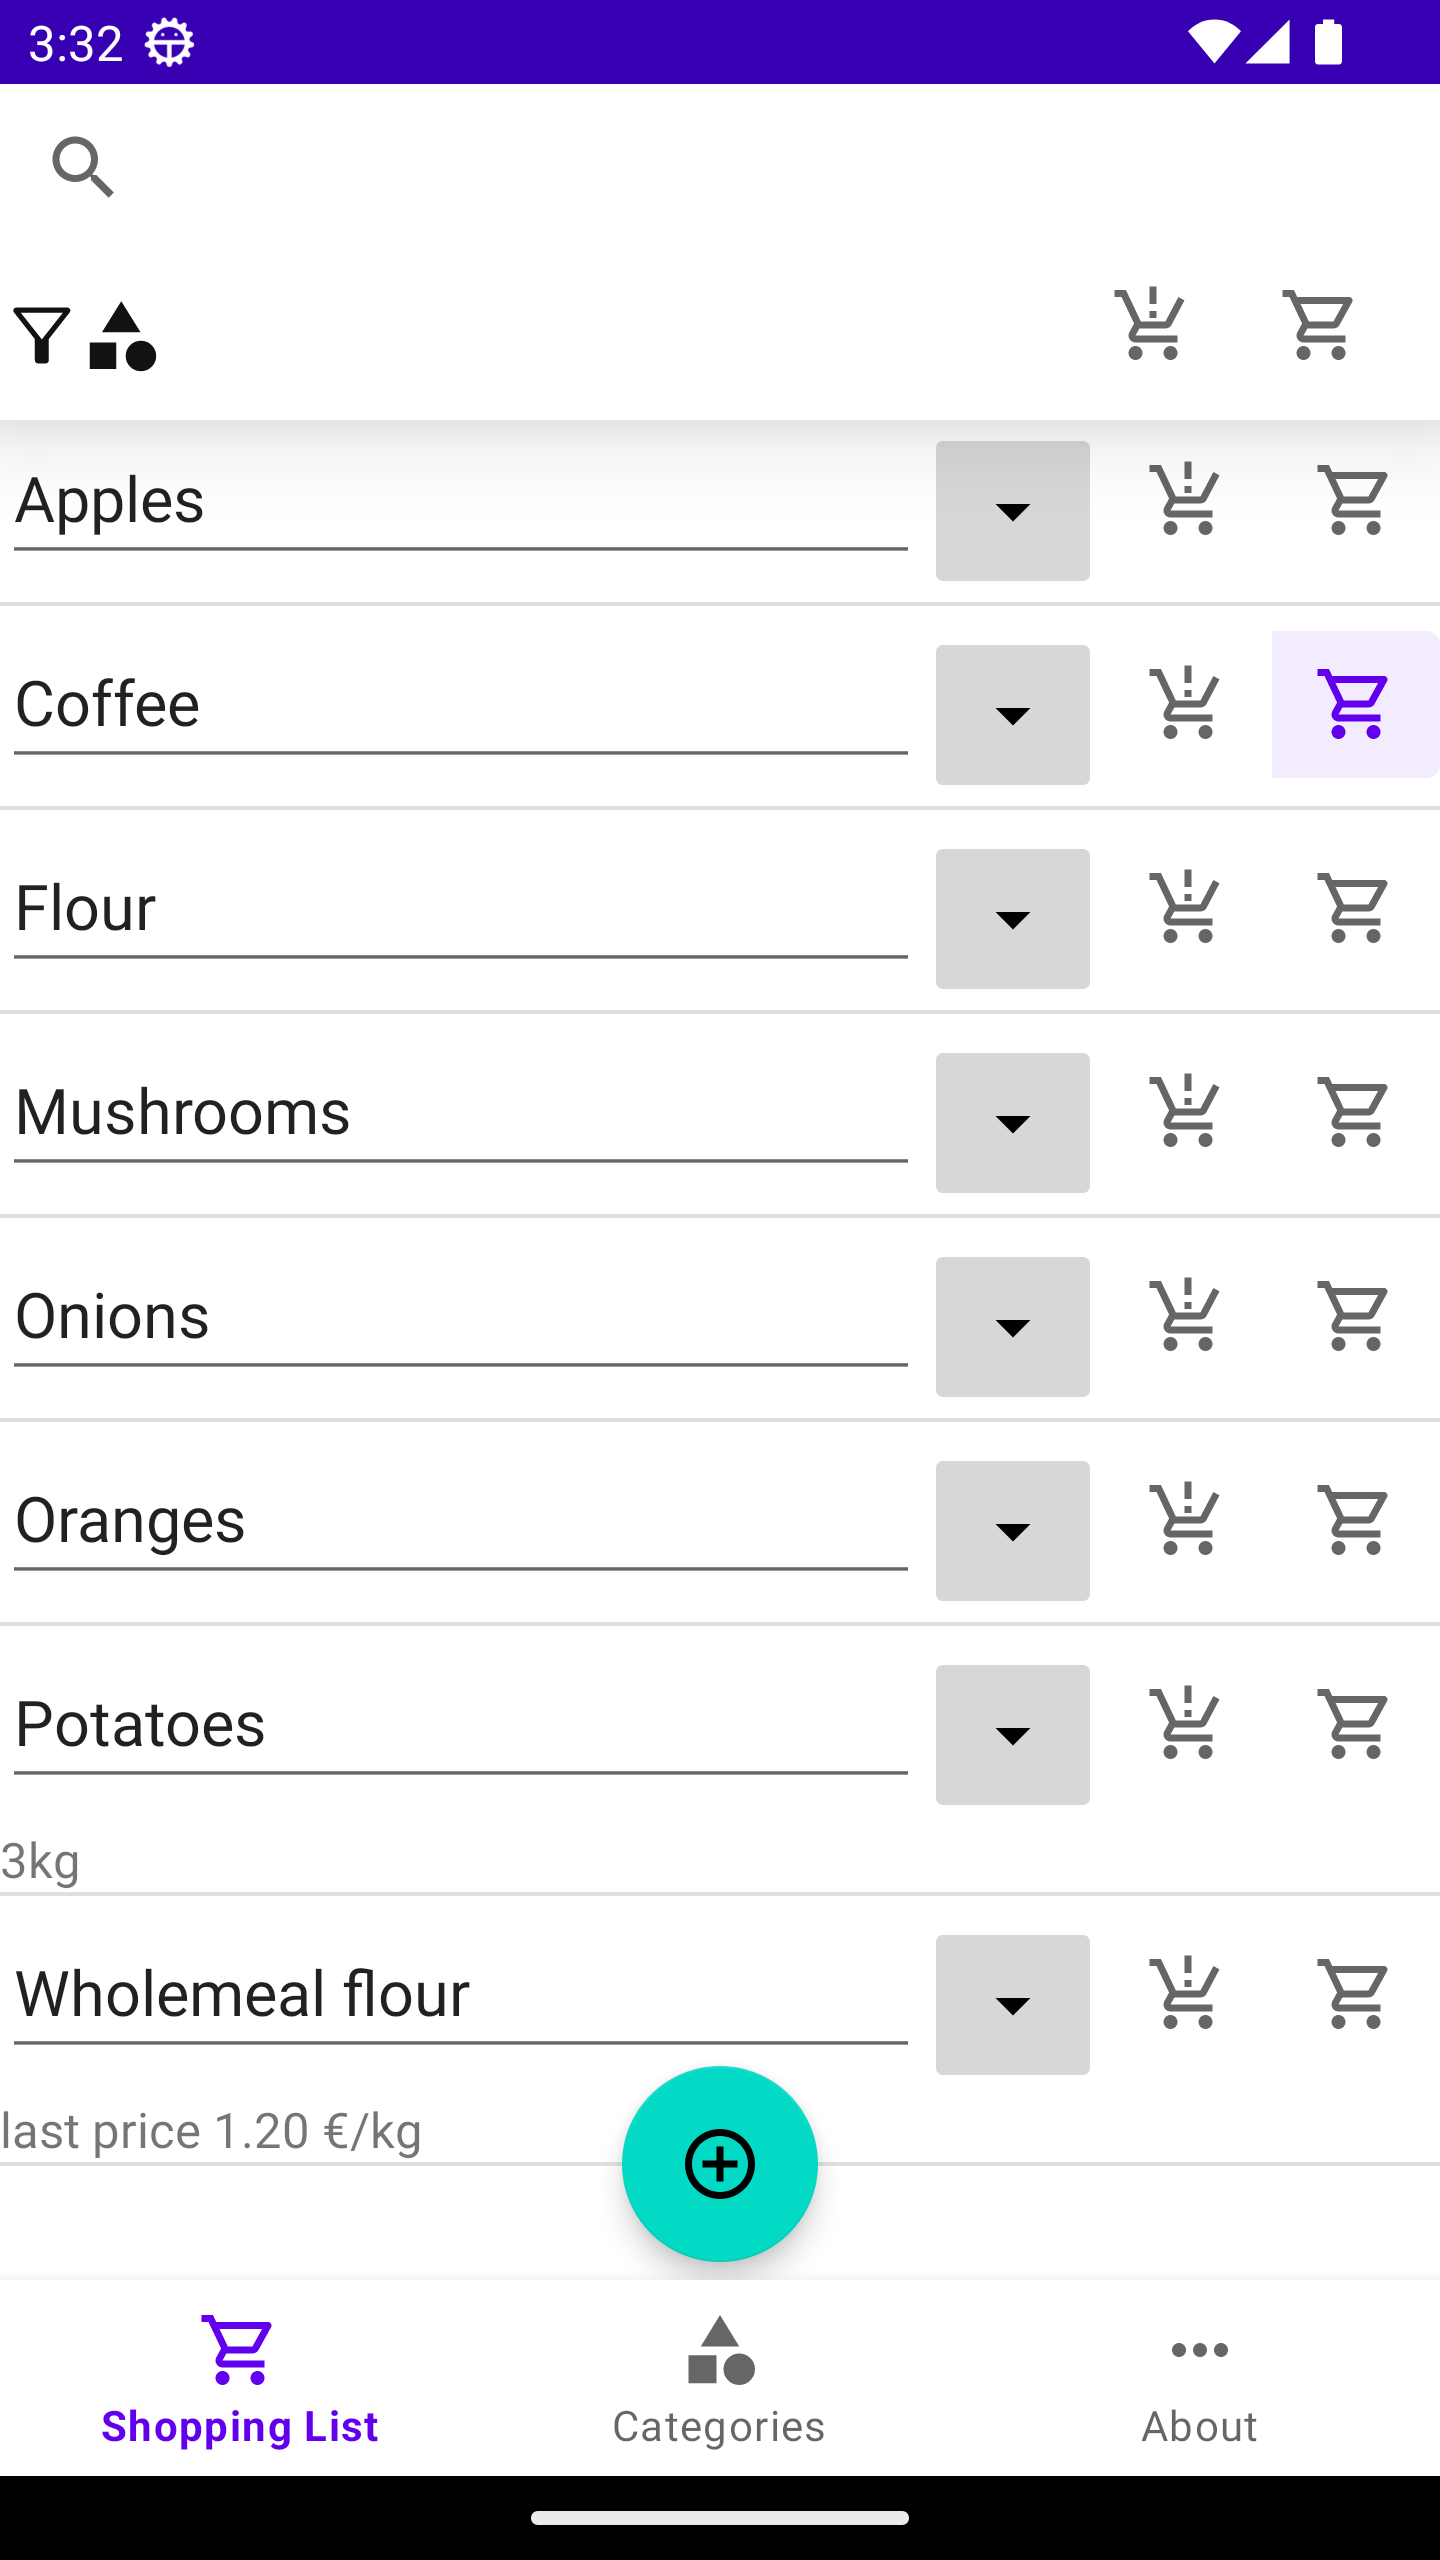 3:32
Apples
Coffee
Flour
Mushrooms
Onions
Oranges
Potatoes
3kg
Wholemeal flour
last price 1.20 €/kg
Shopping List
Categories
About